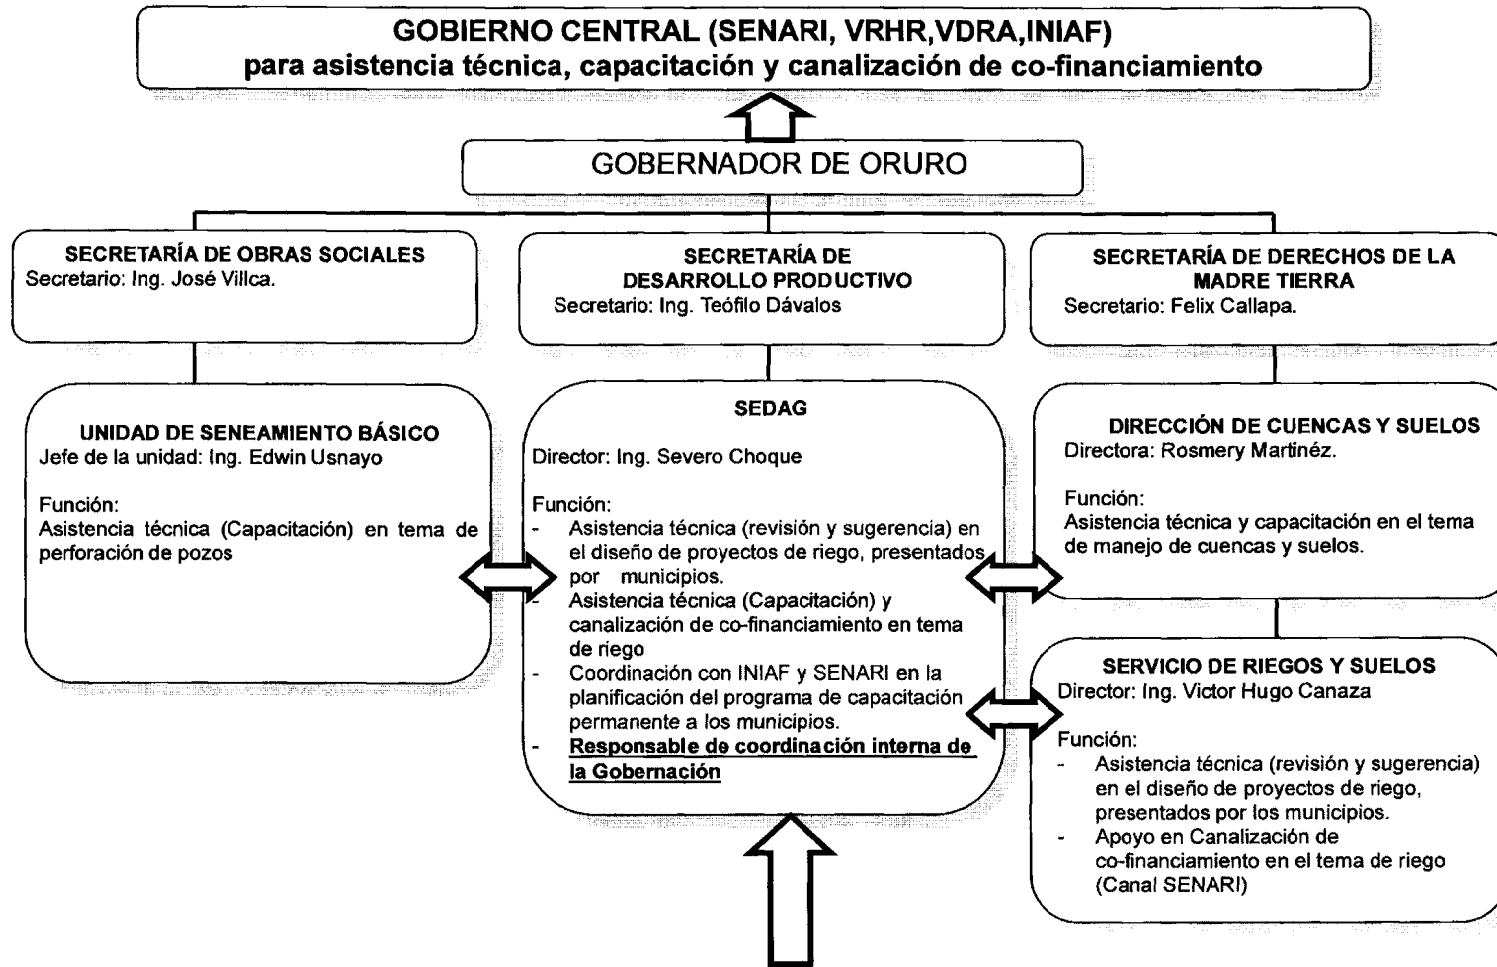 GOBIERNO CENTRAL (SENARI, VRHR,VDRA,INIAF)
para asistencia técnica, capacitación y canalización de co-financiamiento
GOBERNADOR DE ORURO
SECRETARÍA DE OBRAS SOCIALES
Secretario: Ing. José Villca.
SECRETARÍA DE
DESARROLLO PRODUCTIVO
Secretario: Ing. Teófilo Dávalos
SECRETARÍA DE DERECHOS DE LA
MADRE TIERRA
Secretario: Felix Callapa.
UNIDAD DE SENEAMIENTO BÁSICO
Jefe de la unidad: Ing. Edwin Usnayo
Función:
Asistencia técnica (Capacitación) en tema de
perforación de pozos
SEDAG
Director: Ing. Severo Choque
Función:
- Asistencia técnica (revisión y sugerencia) en
el diseño de proyectos de riego, presentados
por municipios.
- Asistencia técnica (Capacitación) y
canalización de co-financiamiento en tema
de riego
- Coordinación con INIAF y SENARI en la
planificación del programa de capacitación
permanente a los municipios.
- Responsable de coordinación interna de
la Gobernación
DIRECCIÓN DE CUENCAS Y SUELOS
Directora: Rosmery Martinéz.
Función:
Asistencia técnica y capacitación en el tema
de manejo de cuencas y suelos.
SERVICIO DE RIEGOS Y SUELOS
Director: Ing. Victor Hugo Canaza
Función:
- Asistencia técnica (revisión y sugerencia)
en el diseño de proyectos de riego,
presentados por los municipios.
- Apoyo en Canalización de
co-financiamiento en el tema de riego
(Canal SENARI)